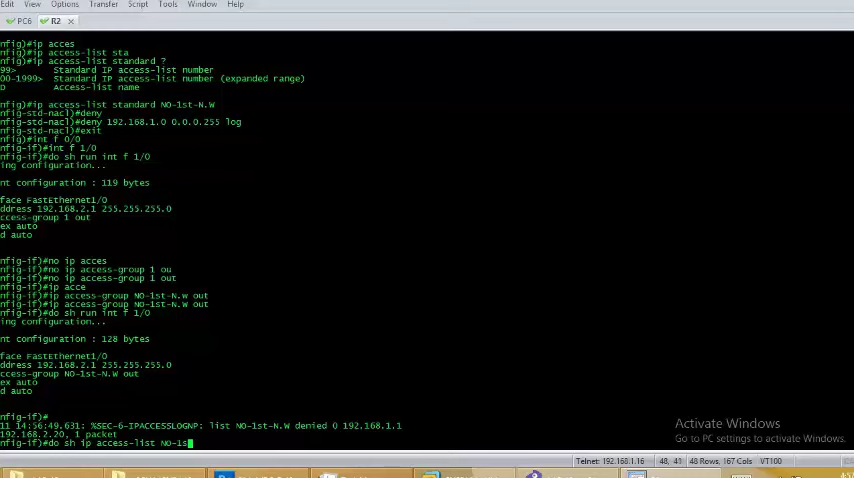 Edit View Options Transfer Script Tools Window Help
PC6 R2
nfig)#ip acces
nfig)#ip access-list sta
nfig)#ip access-list standard ?
99> Standard IP access-list number
00-1999> Standard IP access-list number (expanded range)
D Access-list name
nfig)#ip access-list standard NO-1st-N.W
nfig-std-nacl)#deny
nfig-std-nacl)#deny 192.168.1.0 0.0.0.255 log
nfig-std-nacl)#exit
nfig)#int f 0/0
nfig-if)#int f 1/0
nfig-if)#do sh run int f 1/0
ing configuration...
nt configuration : 119 bytes
face FastEthernet1/0
ddress 192.168.2.1 255.255.255.0
ccess-group 1 out
ex auto
d auto
nfig-if)#no ip acces
nfig-if)#no ip access-group 1 ou
nfig-if)#no ip access-group 1 out
nfig-if)#ip acce
nfig-if)#ip access-group NO-1st-N.W out
nfig-if)#ip access-group NO-1st-N.W out
nfig-if)#do sh run int f 1/0
ing configuration...
nt configuration : 128 bytes
face FastEthernet1/0
ddress 192.168.2.1 255.255.255.0
ccess-group NO-1st-N.W out
ex auto
d auto
nfig-if)#
11 14:56:49.631: %SEC-6-IPACCESSLOGNP: list NO-1st-N.W denied 0 192.168.1.1
192.168.2.20, 1 packet
nfig-if)#do sh ip access-list NO-1s
Activate Windows
Go to PC settings to activate Windows.
Telnet: 192.168.1.16 48, 41 48 Rows, 167 Cols VT100